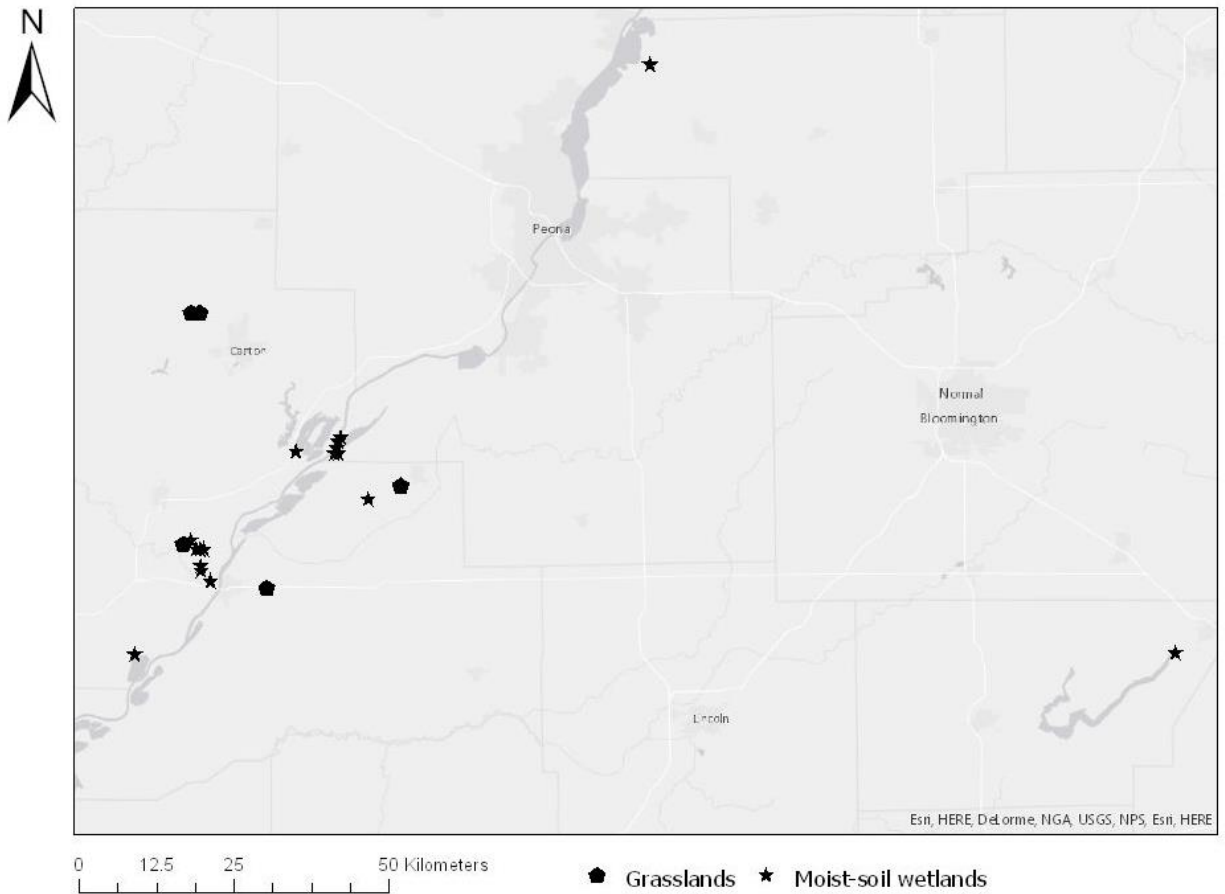 N
Peoria
Canton
Normal
Bloomington
Lincoln
Esri, HERE, DeLorme, NGA, USGS, NPS, Esri, HERE
0 12.5 25 50 Kilometers
Grasslands Moist-soil wetlands